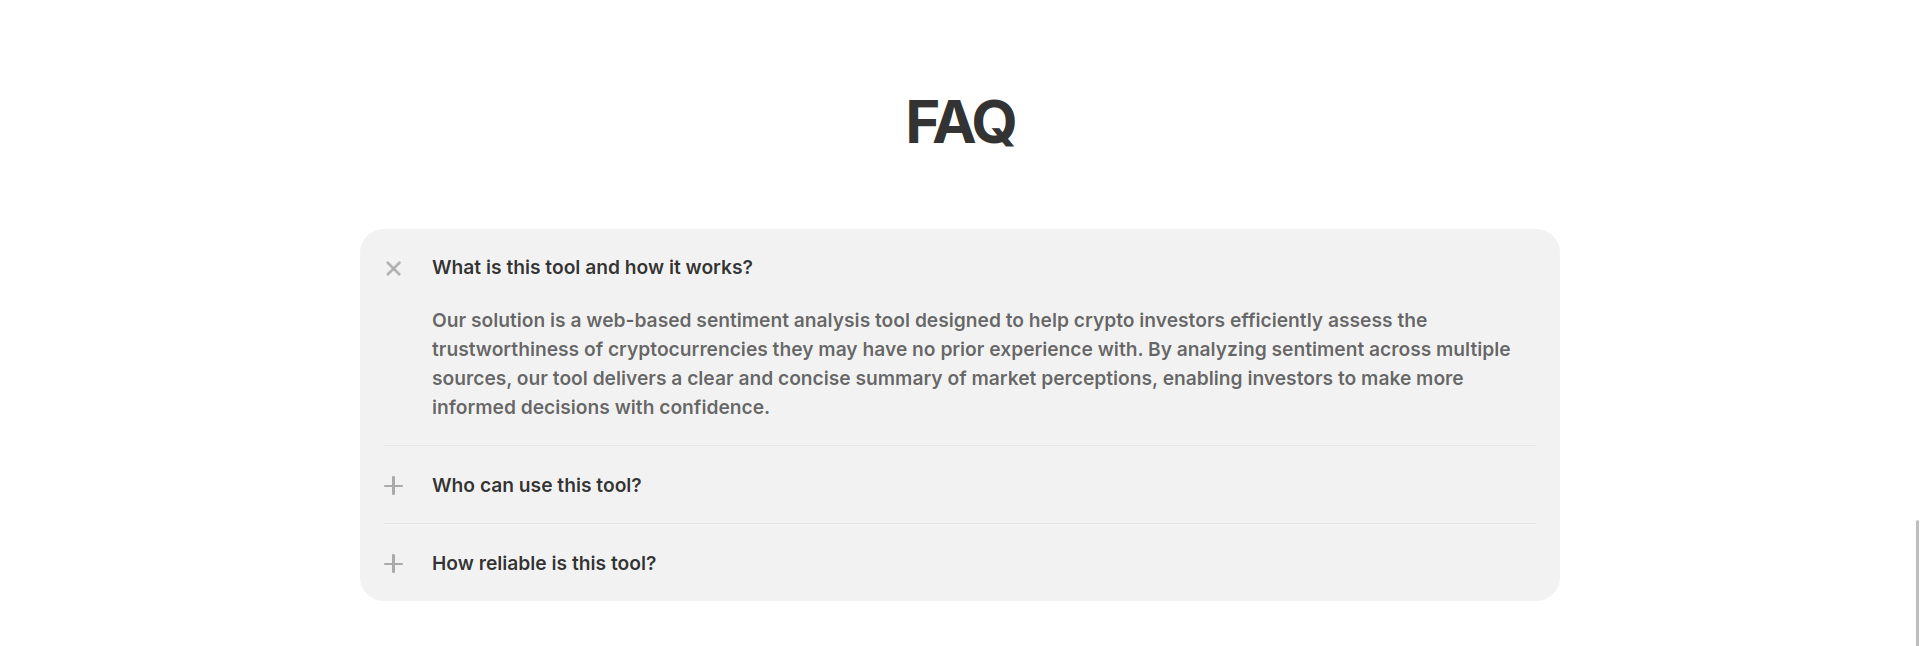 FAQ
What is this tool and how it works?
Our solution is a web-based sentiment analysis tool designed to help crypto investors efficiently assess the
trustworthiness of cryptocurrencies they may have no prior experience with. By analyzing sentiment across multiple
sources, our tool delivers a clear and concise summary of market perceptions, enabling investors to make more
informed decisions with confidence.
Who can use this tool?
How reliable is this tool?